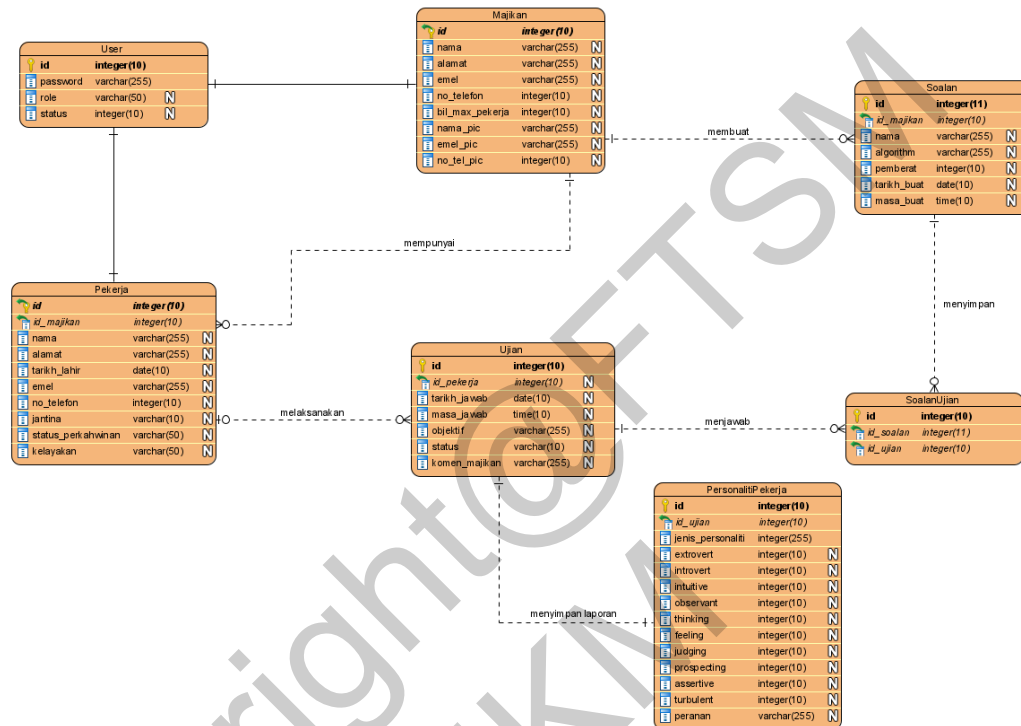 User
id integer(10)
password varchar(255)
role varchar(50) N
status integer(10) N
Majikan
id integer(10)
nama varchar(255) N
alamat varchar(255) N
emel varchar(255) N
no_telefon integer(10) N
bil_max_pekerja integer(10) N
nama_pic varchar(255) N
emel_pic varchar(255) N
no_tel_pic integer(10) N
membuat
Soalan
id integer(11)
id_majikan integer(10)
nama varchar(255) N
algorithm varchar(255) N
pemberat integer(10) N
tarikh_buat date(10) N
masa_buat time(10) N
mempunyai
menyimpan
Pekerja
id integer(10)
id_majikan integer(10)
nama varchar(255) N
alamat varchar(255) N
tarikh_lahir date(10) N
emel varchar(255) N
no_telefon integer(10) N
jantina varchar(10) N
status_perkahwinan varchar(50) N
kelayakan varchar(50) N
melaksanakan
Ujian
id integer(10)
id_pekerja integer(10) N
tarikh_jawab date(10) N
masa_jawab time(10) N
objektif varchar(255) N
status varchar(10) N
komen_majikan varchar(255) N
menjawab
SoalanUjian
id integer(10)
id_soalan integer(11)
id_ujian integer(10)
menyimpan laporan
PersonalitiPekerja
id integer(10)
id_ujian integer(10)
jenis_personaliti integer(255)
extrovert integer(10) N
introvert integer(10) N
intuitive integer(10) N
observant integer(10) N
thinking integer(10) N
feeling integer(10) N
judging integer(10) N
prospecting integer(10) N
assertive integer(10) N
turbulent integer(10) N
peranan varchar(255) N
right@FTSM